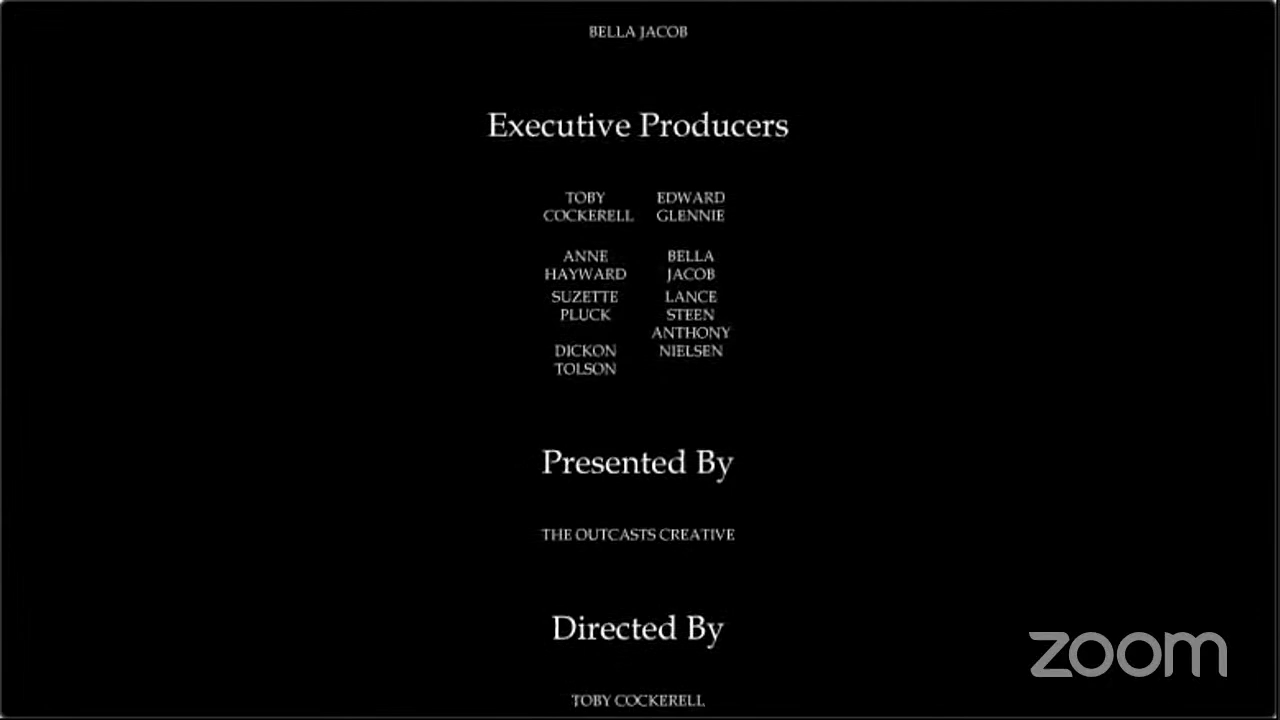 BELLA JACOB
Executive Producers
TOBY EDWARD
COCKERELL GLENNIE
ANNE BELLA
HAYWARD JACOB
SUZETTE LANCE
PLUCK STEEN
ANTHONY
DICKON NIELSEN
TOLSON
Presented By
THE OUTCASTS CREATIVE
Directed By
zoom
TOBY COCKERELL